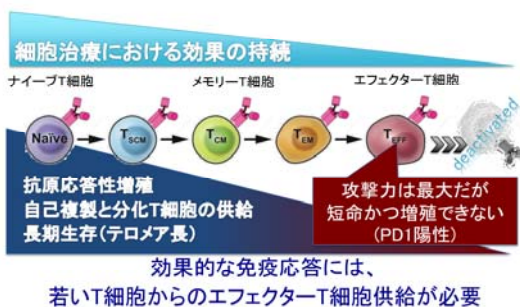 細胞治療における効果の持続
ナイーブT細胞 メモリーT細胞 エフェクターT細胞
Naïve TSCM TCM TEM TEFF deactivated
抗原応答性増殖
自己複製と分化T細胞の供給
長期生存(テロメア長)
攻撃力は最大だが
短命かつ増殖できない
(PD1陽性)
効果的な免疫応答には、
若いT細胞からのエフェクターT細胞供給が必要